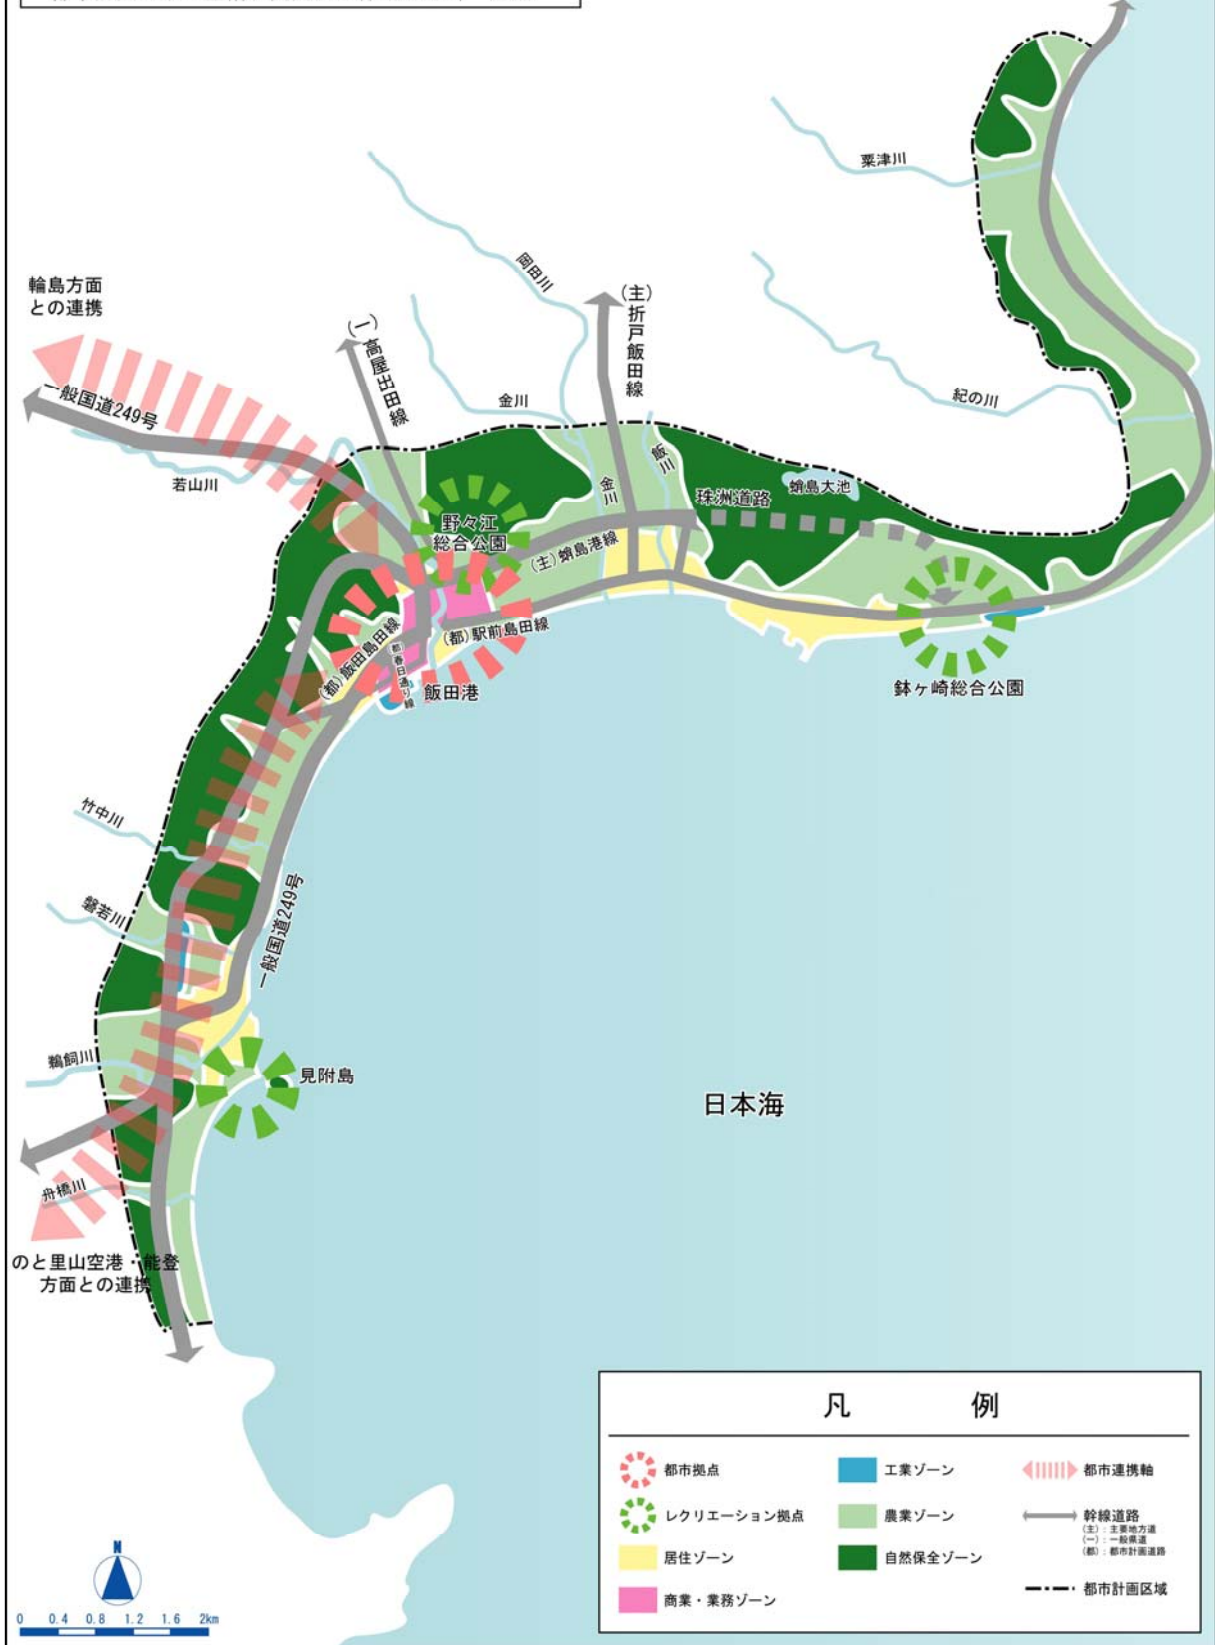 粟津川
岡田川
輪島方面
との連携
(主)折戸飯田線
(一)高屋出田線
一般国道249号
金川
紀の川
若山川
飯川
金川
珠洲道路
蛸島大池
野々江
総合公園
(主)蛸島港線
(都)駅前島田線
(都)飯田島田線
(都)春日通り線
飯田港
鉢ヶ崎総合公園
竹中川
磐若川
一般国道249号
鵜飼川
見附島
日本海
舟橋川
のと里山空港・能登
方面との連携
凡例
都市拠点
工業ゾーン
都市連携軸
レクリエーション拠点
農業ゾーン
幹線道路
(主):主要地方道
(一):一般県道
(都):都市計画道路
居住ゾーン
自然保全ゾーン
商業・業務ゾーン
都市計画区域
N
0 0.4 0.8 1.2 1.6 2km